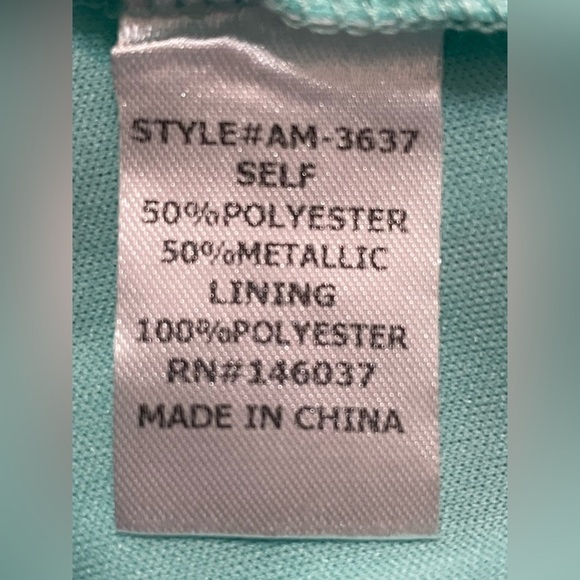 STYLE#AM-3637
SELF
50%POLYESTER
50%METALLIC
LINING
100%POLYESTER
RN#146037
MADE IN CHINA